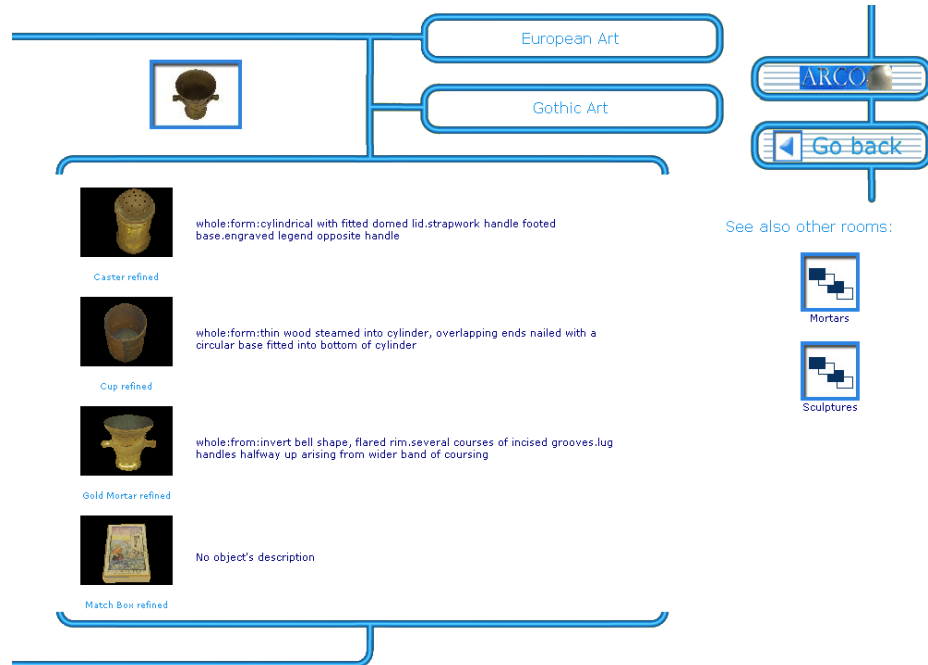 European Art
Gothic Art
ARCO
Go back
See also other rooms:
Mortars
Sculptures
whole:form:cylindrical with fitted domed lid.strapwork handle footed
base.engraved legend opposite handle
Caster refined
whole:form:thin wood steamed into cylinder, overlapping ends nailed with a
circular base fitted into bottom of cylinder
Cup refined
whole:from:invert bell shape, flared rim.several courses of incised grooves.lug
handles halfway up arising from wider band of coursing
Gold Mortar refined
No object's description
Match Box refined